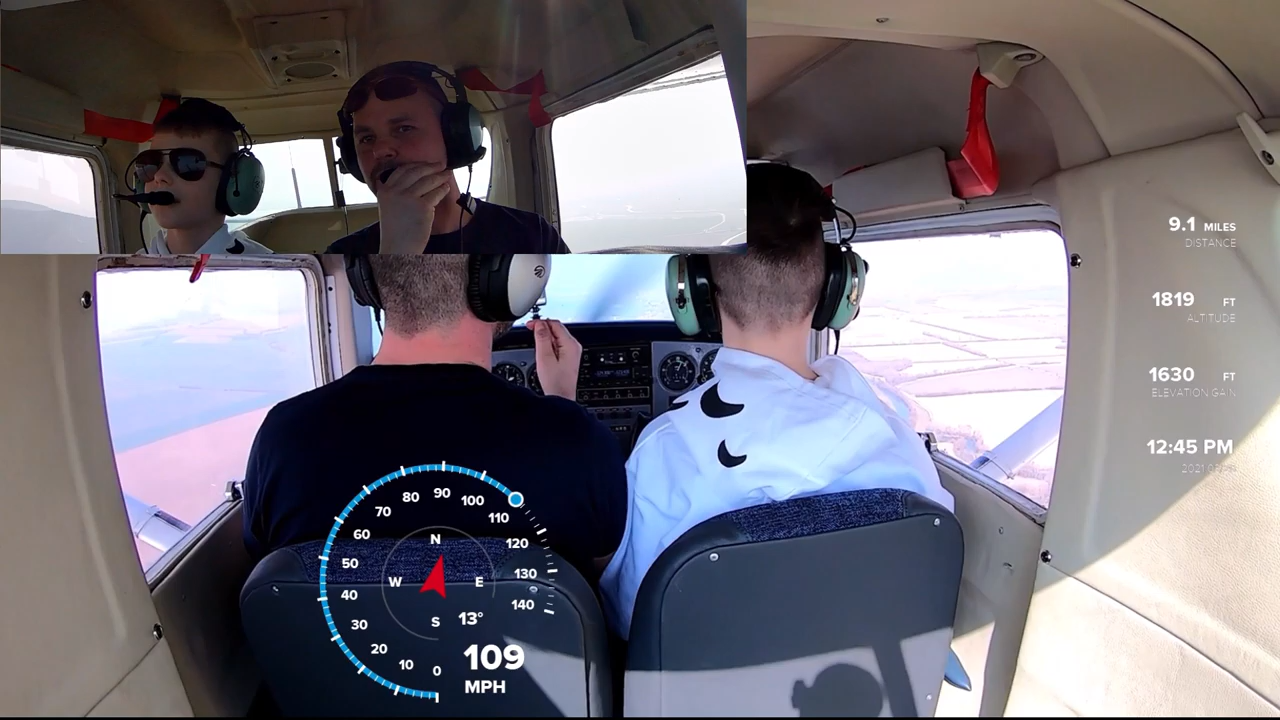 9.1 MILES
DISTANCE
1819 FT
ALTITUDE
1630 FT
ELEVATION GAIN
12:45 PM
0
10
20
30
40
50
60
70
80
90
100
110
120
130
140
N
W E
S
13°
109
MPH